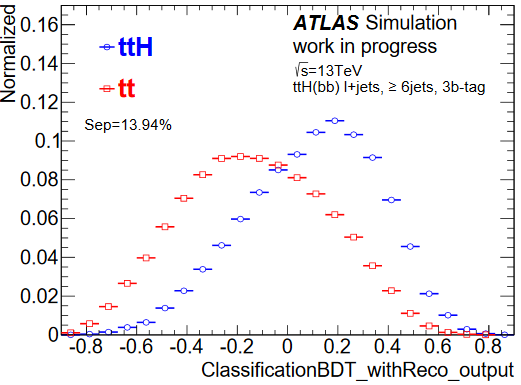 ATLAS Simulation
work in progress
√s=13TeV
ttH(bb) l+jets, ≥ 6jets, 3b-tag
ttH
tt
Sep=13.94%
Normalized
0.16
0.14
0.12
0.1
0.08
0.06
0.04
0.02
0
-0.8 -0.6 -0.4 -0.2 0 0.2 0.4 0.6 0.8
ClassificationBDT_withReco_output